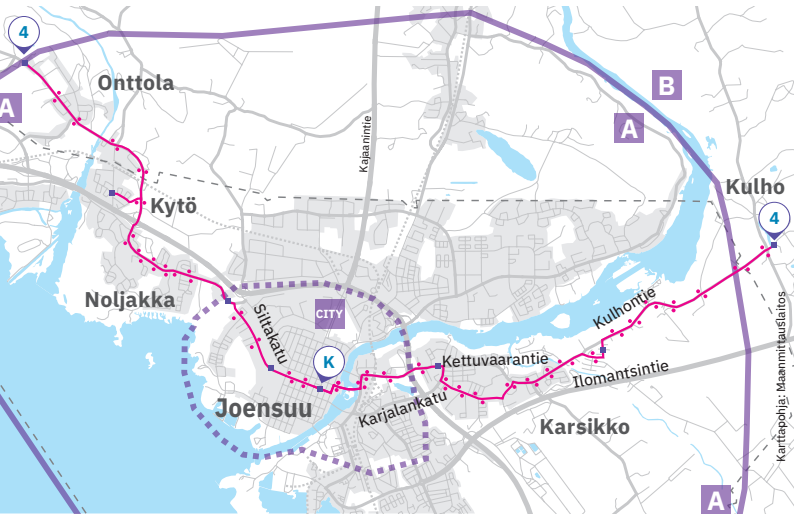 4
Onttola
A
B
A
Kajaanintie
Kulho
4
Kytö
Noljakka
CITY
Siltakatu
K
Kulhontie
Kettuvaarantie
Ilomantsintie
Joensuu
Karjalankatu
Karsikko
Karttapohja: Maanmittauslaitos
A